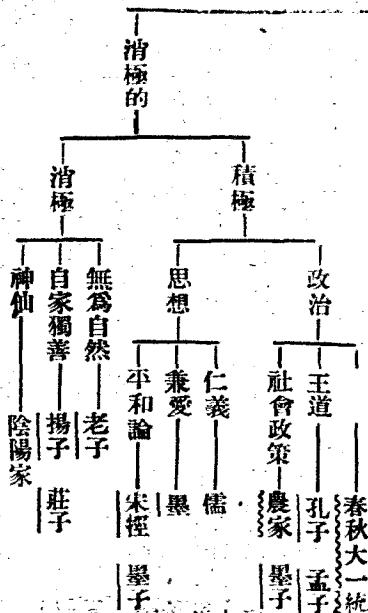 消極的
積極
消極
政治
思想
春秋大一統
王道
孔子 孟子
社會政策
農家 墨子
仁義
儒
兼愛
墨
平和論
宋牼 墨子
無爲自然
老子
自家獨善
揚子 莊子
神仙
陰陽家